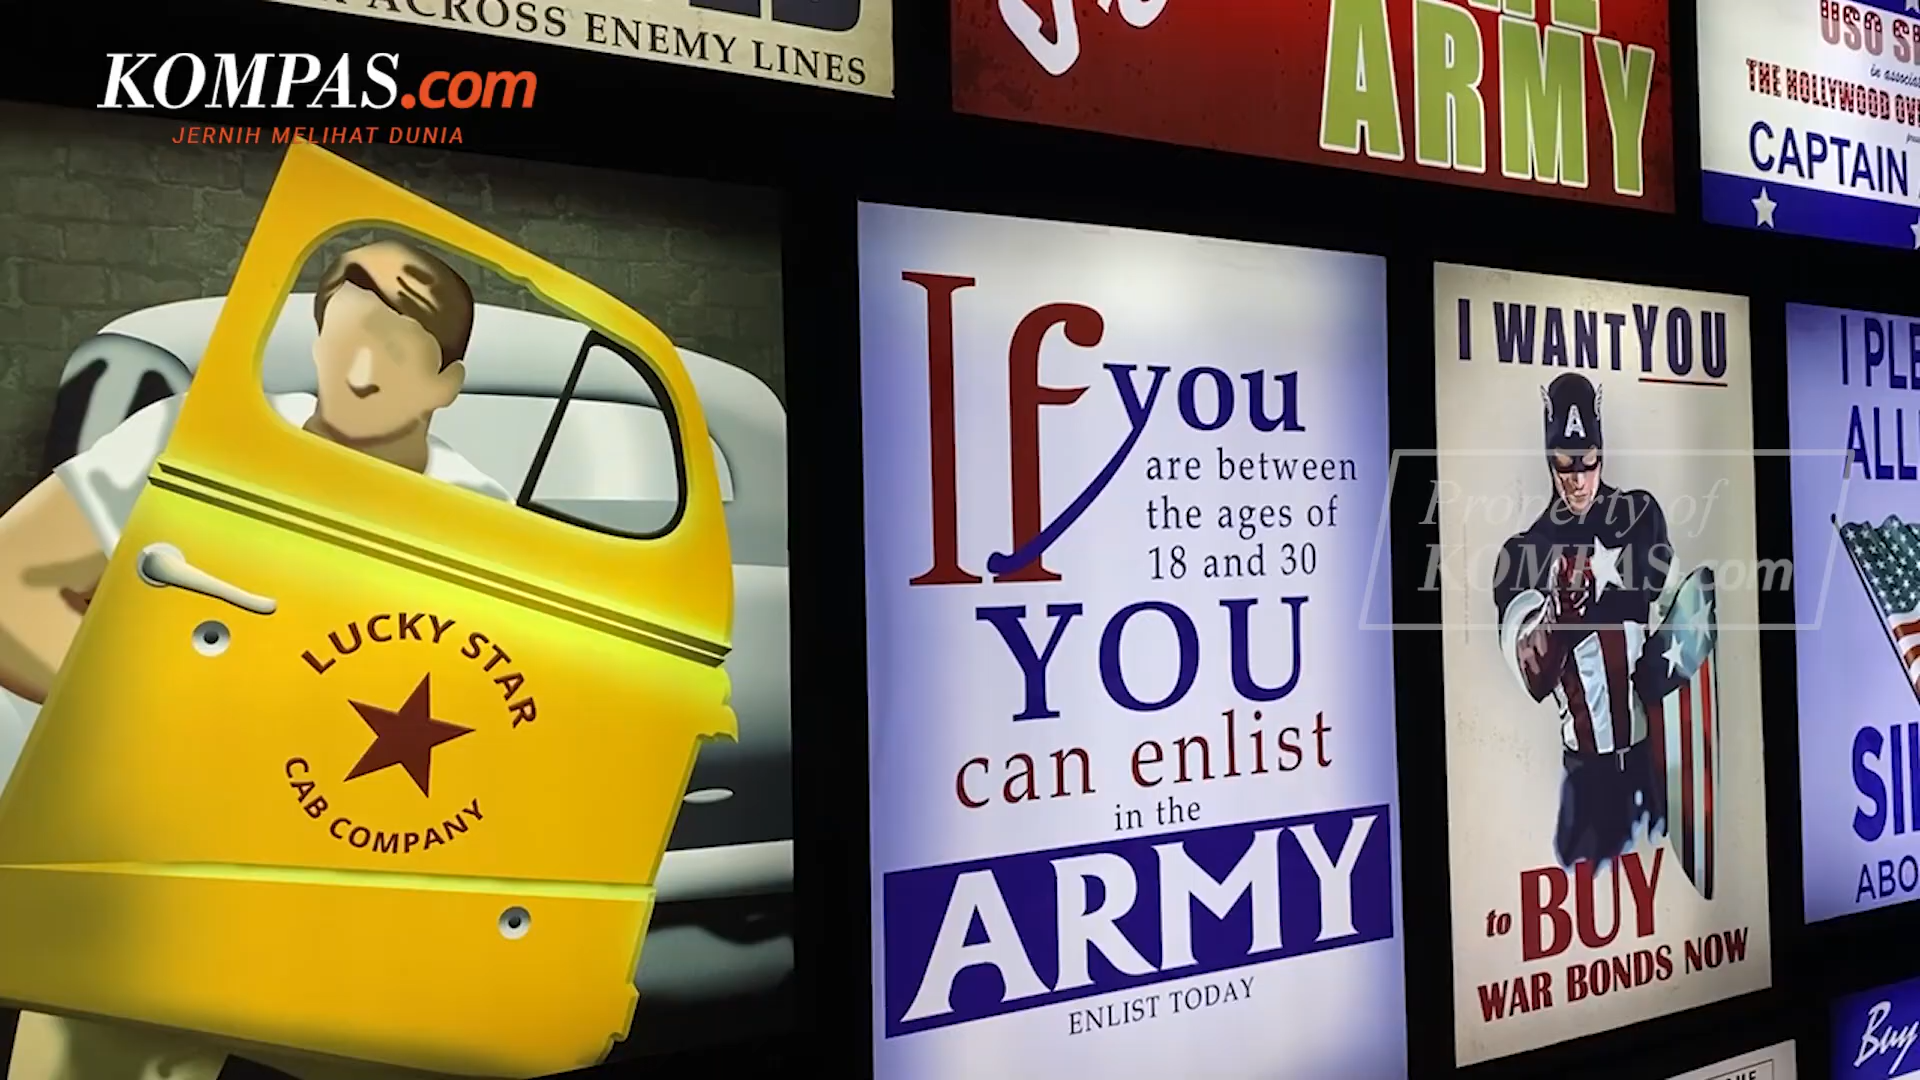 ACROSS ENEMY LINES
KOMPAS.com
JERNIH MELIHAT DUNIA
ARMY
USO
THE HOLLYWOOD
CAPTAIN
LUCKY STAR
CAB COMPANY
If you
are between
the ages of
18 and 30
YOU
can enlist
in the
ARMY
ENLIST TODAY
I WANT YOU
A
to BUY
WAR BONDS NOW
Property of
KOMPAS.com
I
ALL
Buy